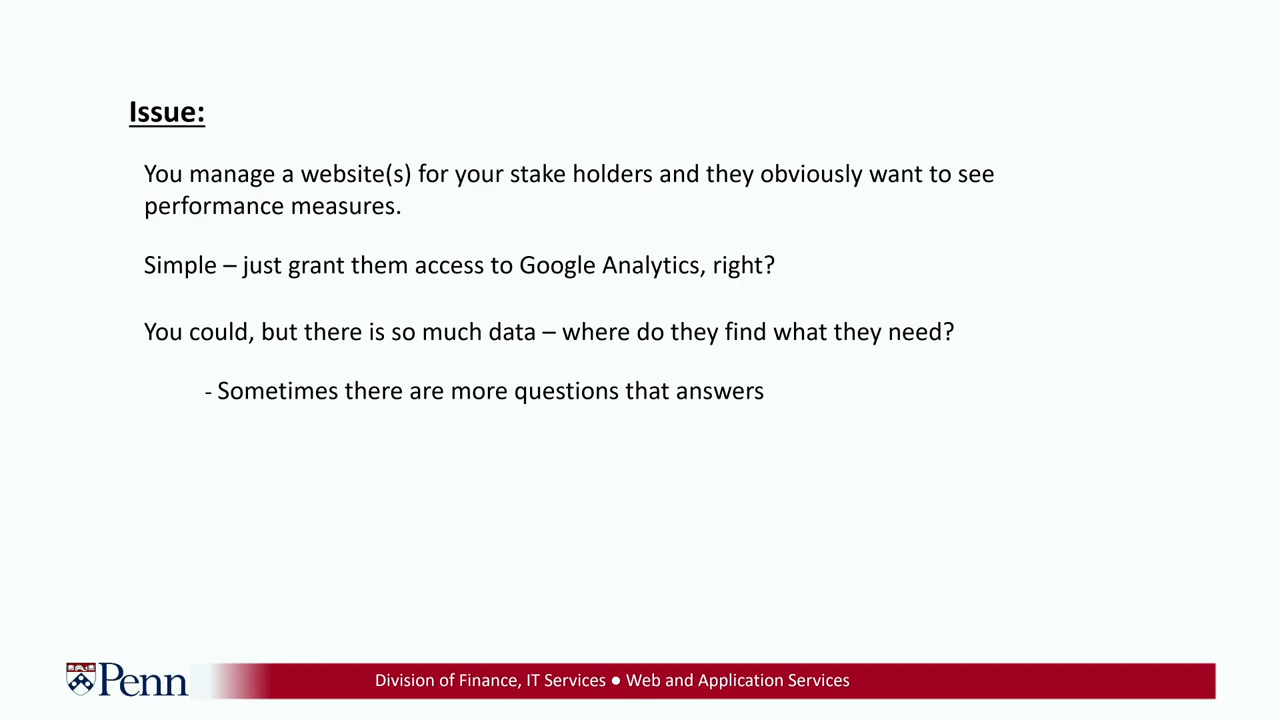 Issue:
You manage a website(s) for your stake holders and they obviously want to see
performance measures.
Simple – just grant them access to Google Analytics, right?
You could, but there is so much data – where do they find what they need?
- Sometimes there are more questions that answers
Penn
Division of Finance, IT Services ● Web and Application Services